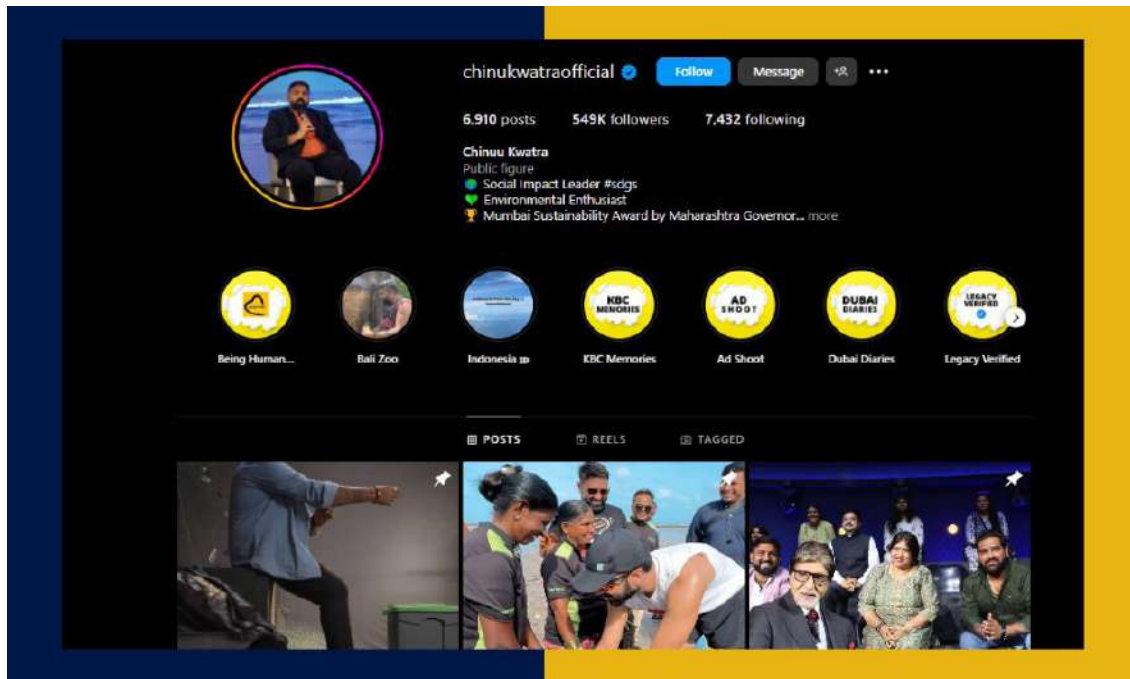 chinukwatraofficial Follow Message
6,910 posts 549K followers 7,432 following
Chinuu Kwatra
Public figure
Social Impact Leader #sdgs
Environmental Enthusiast
Mumbai Sustainability Award by Maharashtra Governor... more
KBC
MEMORIES
AD
SHOOT
DUBAI
DIARIES
LEGACY
VERIFIED
Being Human... Bali Zoo Indonesia KBC Memories Ad Shoot Dubai Diaries Legacy Verified
POSTS REELS TAGGED